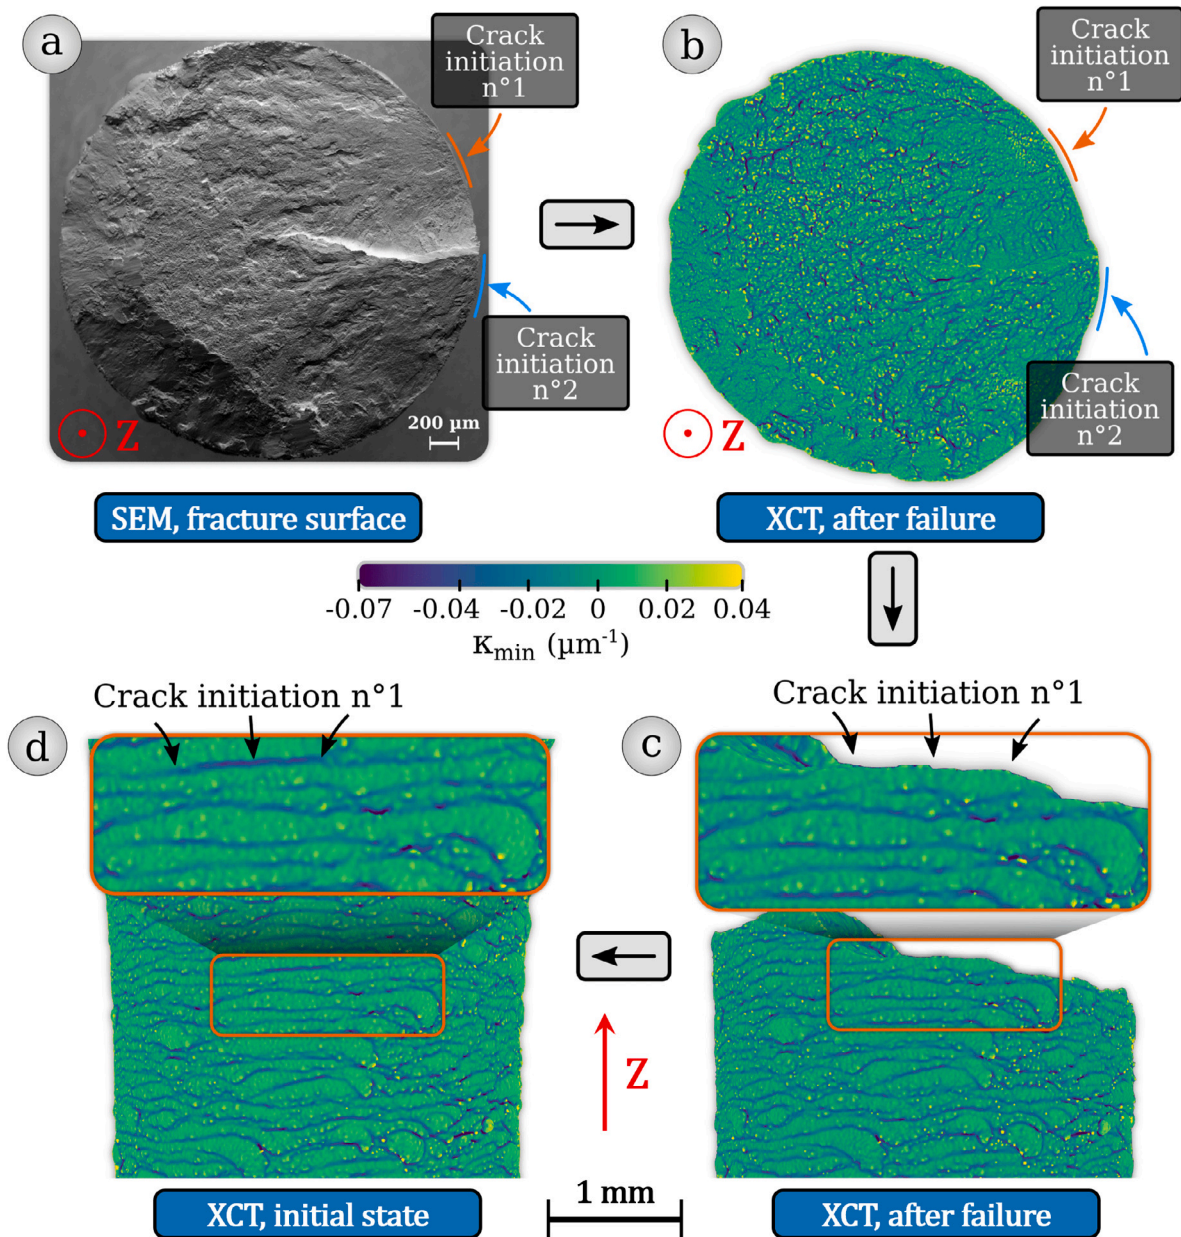 a
Crack
initiation
n°1
Crack
initiation
n°2
Z
200 µm
SEM, fracture surface
b
Crack
initiation
n°1
Crack
initiation
n°2
Z
XCT, after failure
-0.07 -0.04 -0.02 0 0.02 0.04
κmin (µm-1)
d
Crack initiation n°1
XCT, initial state
c
Crack initiation n°1
Z
1 mm
XCT, after failure